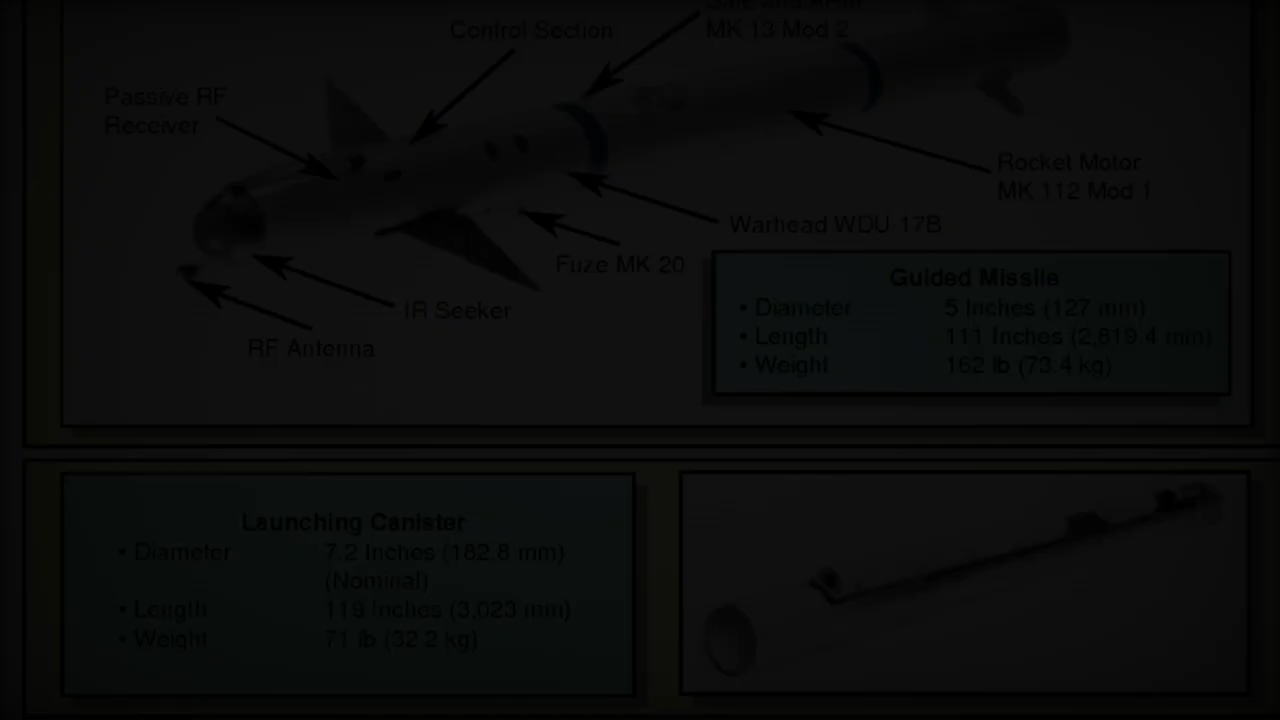 Control Section
MK 13 Mod 2
Passive RF
Receiver
Rocket Motor
MK 112 Mod 1
Warhead WDU 17B
Fuze MK 20
IR Seeker
RF Antenna
Guided Missile
• Diameter 5 Inches (127 mm)
• Length 111 Inches (2,819.4 mm)
• Weight 162 lb (73.4 kg)
Launching Canister
• Diameter 7.2 Inches (182.8 mm)
(Nominal)
• Length 119 Inches (3,023 mm)
• Weight 71 lb (32.2 kg)